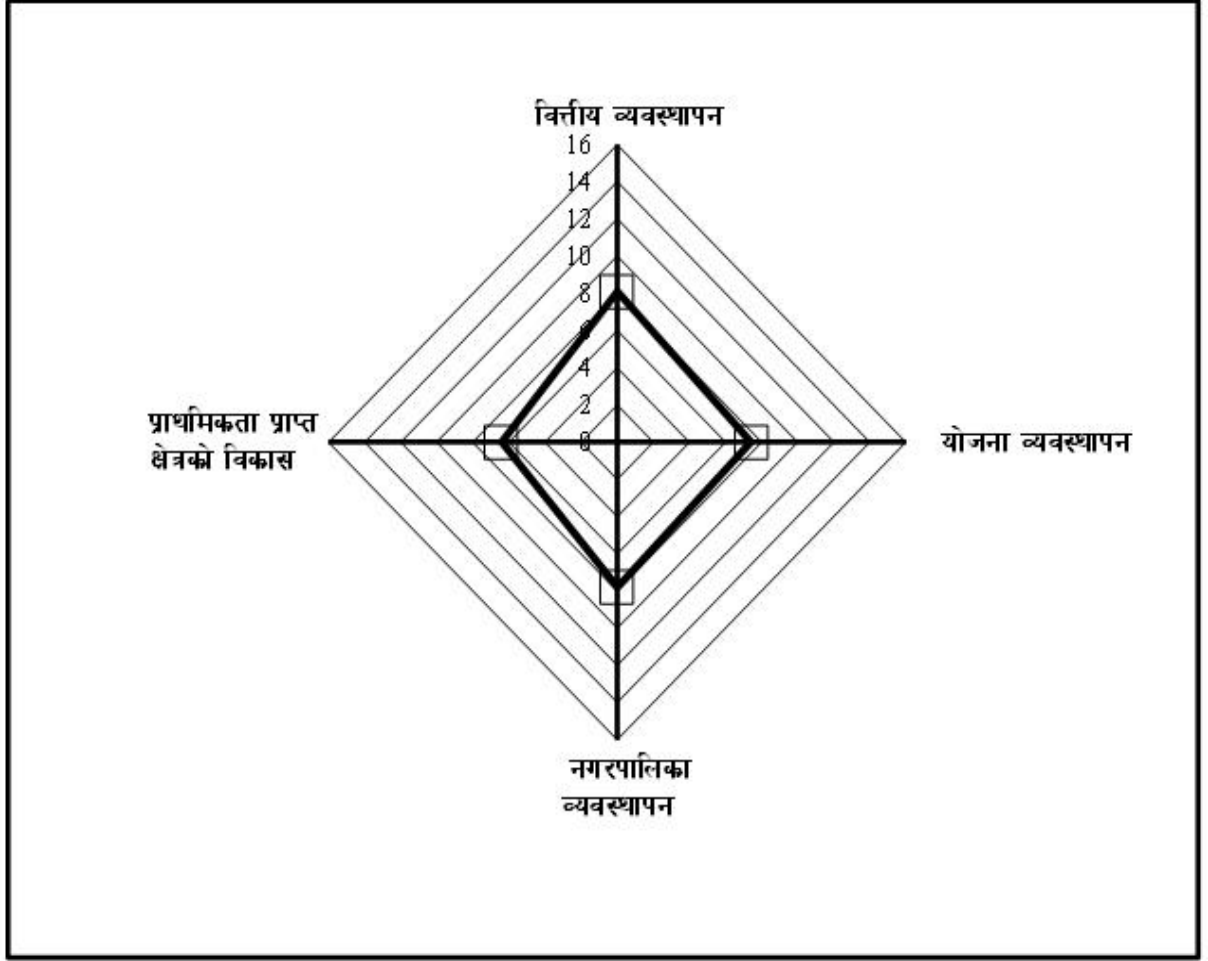 वित्तीय व्यवस्थापन
16
14
12
10
8
6
4
2
0
प्राथमिकता प्राप्त
क्षेत्रको विकास
योजना व्यवस्थापन
नगरपालिका
व्यवस्थापन